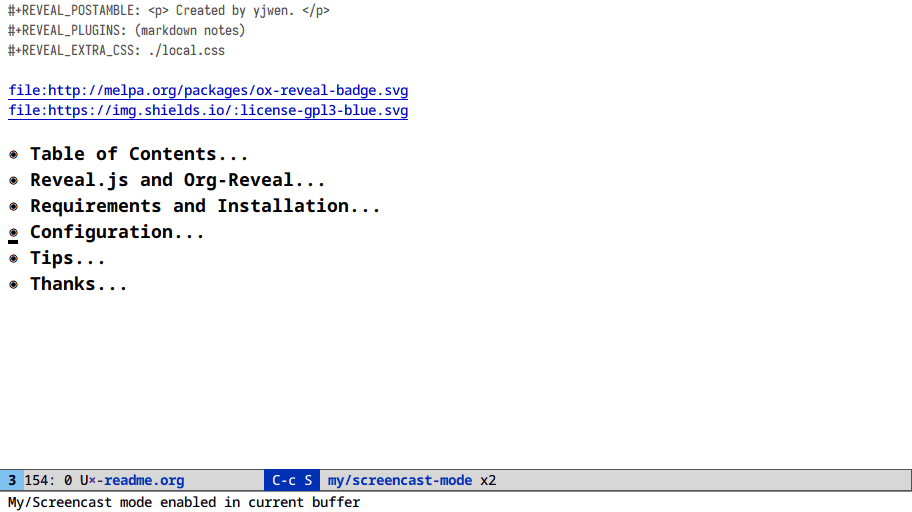 #+REVEAL_POSTAMBLE: <p> Created by yjwen. </p>
#+REVEAL_PLUGINS: (markdown notes)
#+REVEAL_EXTRA_CSS: ./local.css
file:http://melpa.org/packages/ox-reveal-badge.svg
file:https://img.shields.io/:license-gpl3-blue.svg
◉ Table of Contents...
◉ Reveal.js and Org-Reveal...
◉ Requirements and Installation...
◉ Configuration...
◉ Tips...
◉ Thanks...
3 154: 0 U×-readme.org C-c S my/screencast-mode x2
My/Screencast mode enabled in current buffer